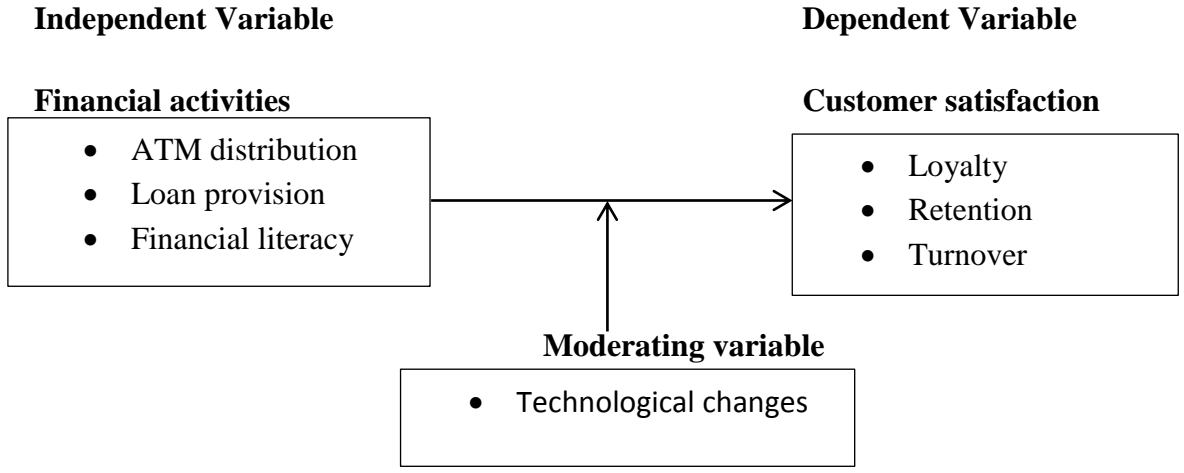 Independent Variable
Dependent Variable
Financial activities
Customer satisfaction
• ATM distribution
• Loan provision
• Financial literacy
• Loyalty
• Retention
• Turnover
Moderating variable
• Technological changes